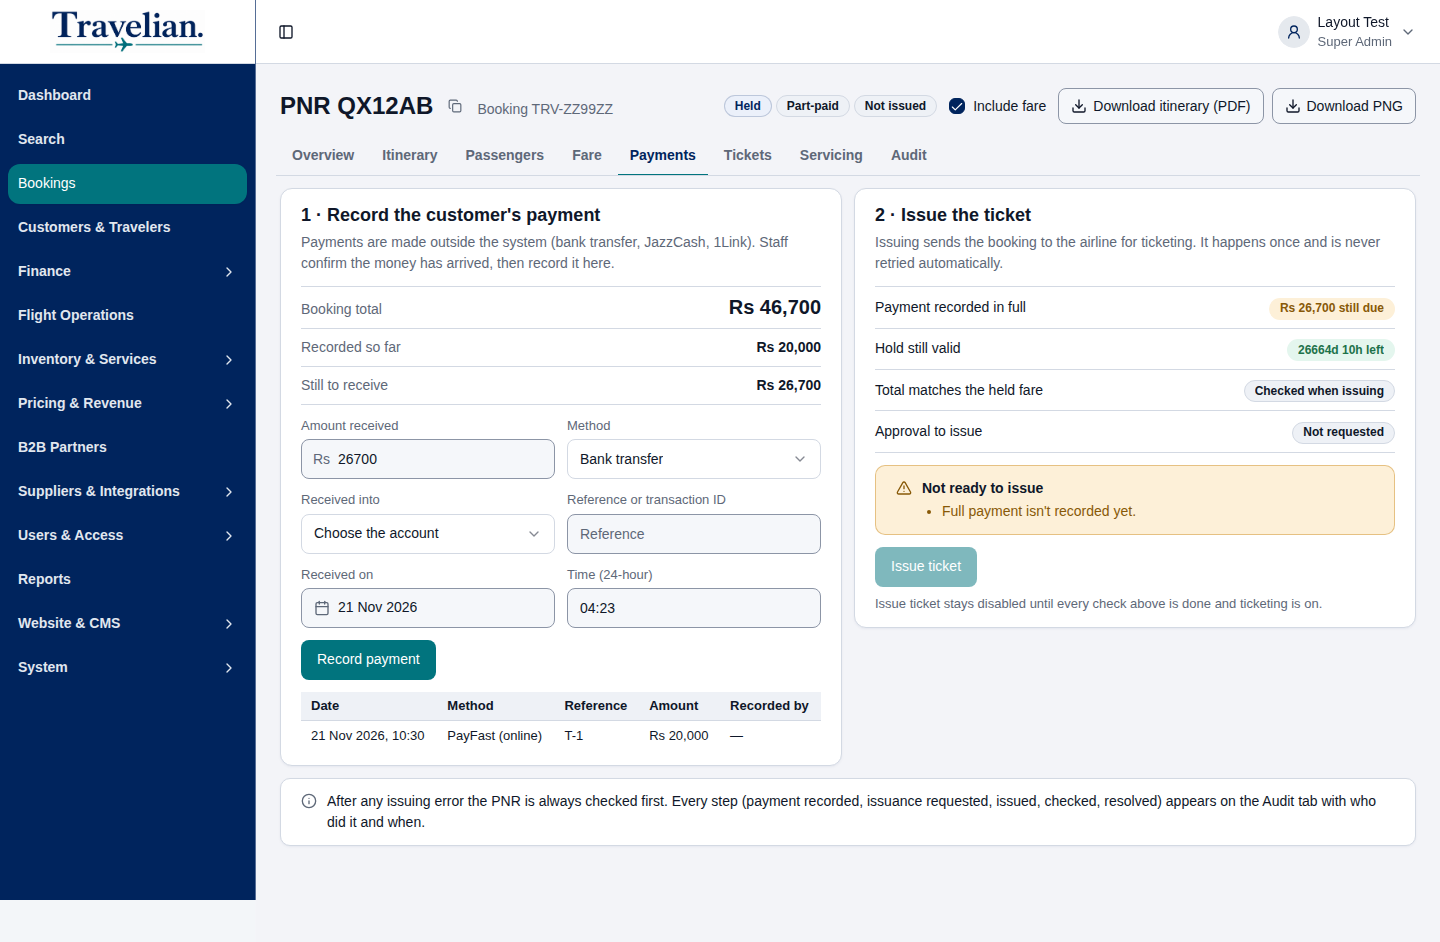 Travelian.
Layout Test
Super Admin
Dashboard
Search
Bookings
Customers & Travelers
Finance
Flight Operations
Inventory & Services
Pricing & Revenue
B2B Partners
Suppliers & Integrations
Users & Access
Reports
Website & CMS
System
PNR QX12AB
Booking TRV-ZZ99ZZ
Held
Part-paid
Not issued
Include fare
Download itinerary (PDF)
Download PNG
Overview
Itinerary
Passengers
Fare
Payments
Tickets
Servicing
Audit
1 · Record the customer's payment
Payments are made outside the system (bank transfer, JazzCash, 1Link). Staff
confirm the money has arrived, then record it here.
Booking total Rs 46,700
Recorded so far Rs 20,000
Still to receive Rs 26,700
Amount received
Rs 26700
Method
Bank transfer
Received into
Choose the account
Reference or transaction ID
Reference
Received on
21 Nov 2026
Time (24-hour)
04:23
Record payment
Date Method Reference Amount Recorded by
21 Nov 2026, 10:30 PayFast (online) T-1 Rs 20,000 —
2 · Issue the ticket
Issuing sends the booking to the airline for ticketing. It happens once and is never
retried automatically.
Payment recorded in full Rs 26,700 still due
Hold still valid 26664d 10h left
Total matches the held fare Checked when issuing
Approval to issue Not requested
Not ready to issue
• Full payment isn't recorded yet.
Issue ticket
Issue ticket stays disabled until every check above is done and ticketing is on.
After any issuing error the PNR is always checked first. Every step (payment recorded, issuance requested, issued, checked, resolved) appears on the Audit tab with who
did it and when.